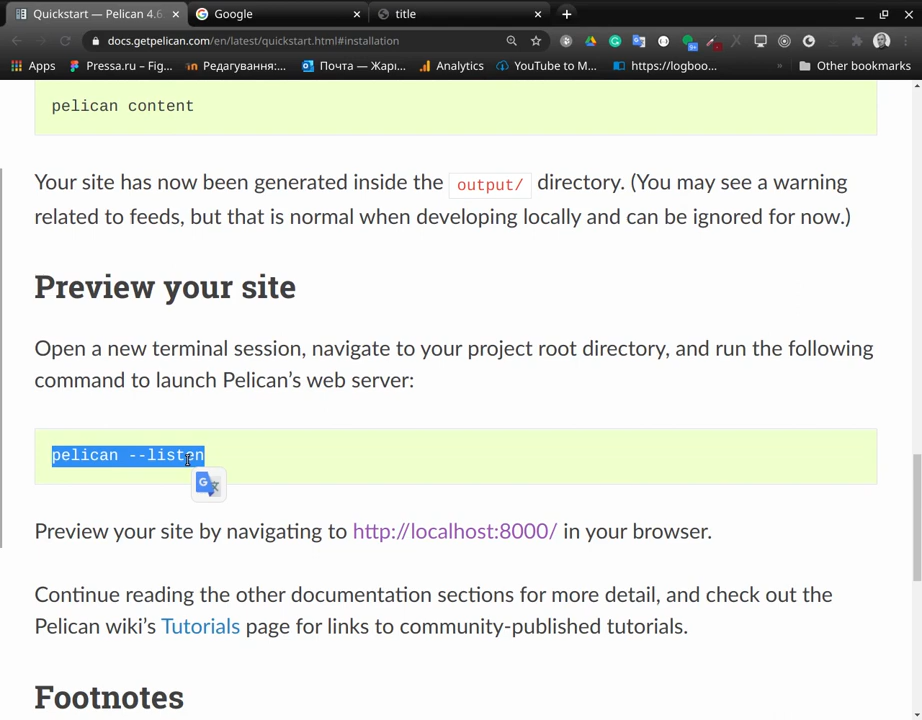 Quickstart — Pelican 4.6
Google
title
docs.getpelican.com/en/latest/quickstart.html#installation
Apps
Pressa.ru – Fig...
Редагування:...
Почта — Жарі...
Analytics
YouTube to M...
https://logboo...
» Other bookmarks
pelican content
Your site has now been generated inside the output/ directory. (You may see a warning
related to feeds, but that is normal when developing locally and can be ignored for now.)
Preview your site
Open a new terminal session, navigate to your project root directory, and run the following
command to launch Pelican’s web server:
pelican --listen
Preview your site by navigating to http://localhost:8000/ in your browser.
Continue reading the other documentation sections for more detail, and check out the
Pelican wiki’s Tutorials page for links to community-published tutorials.
Footnotes